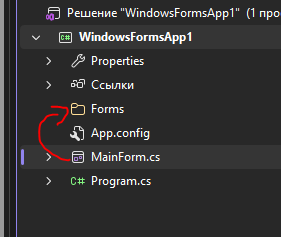 Решение "WindowsFormsApp1" (1 про
C# WindowsFormsApp1
Properties
Ссылки
Forms
App.config
MainForm.cs
C# Program.cs